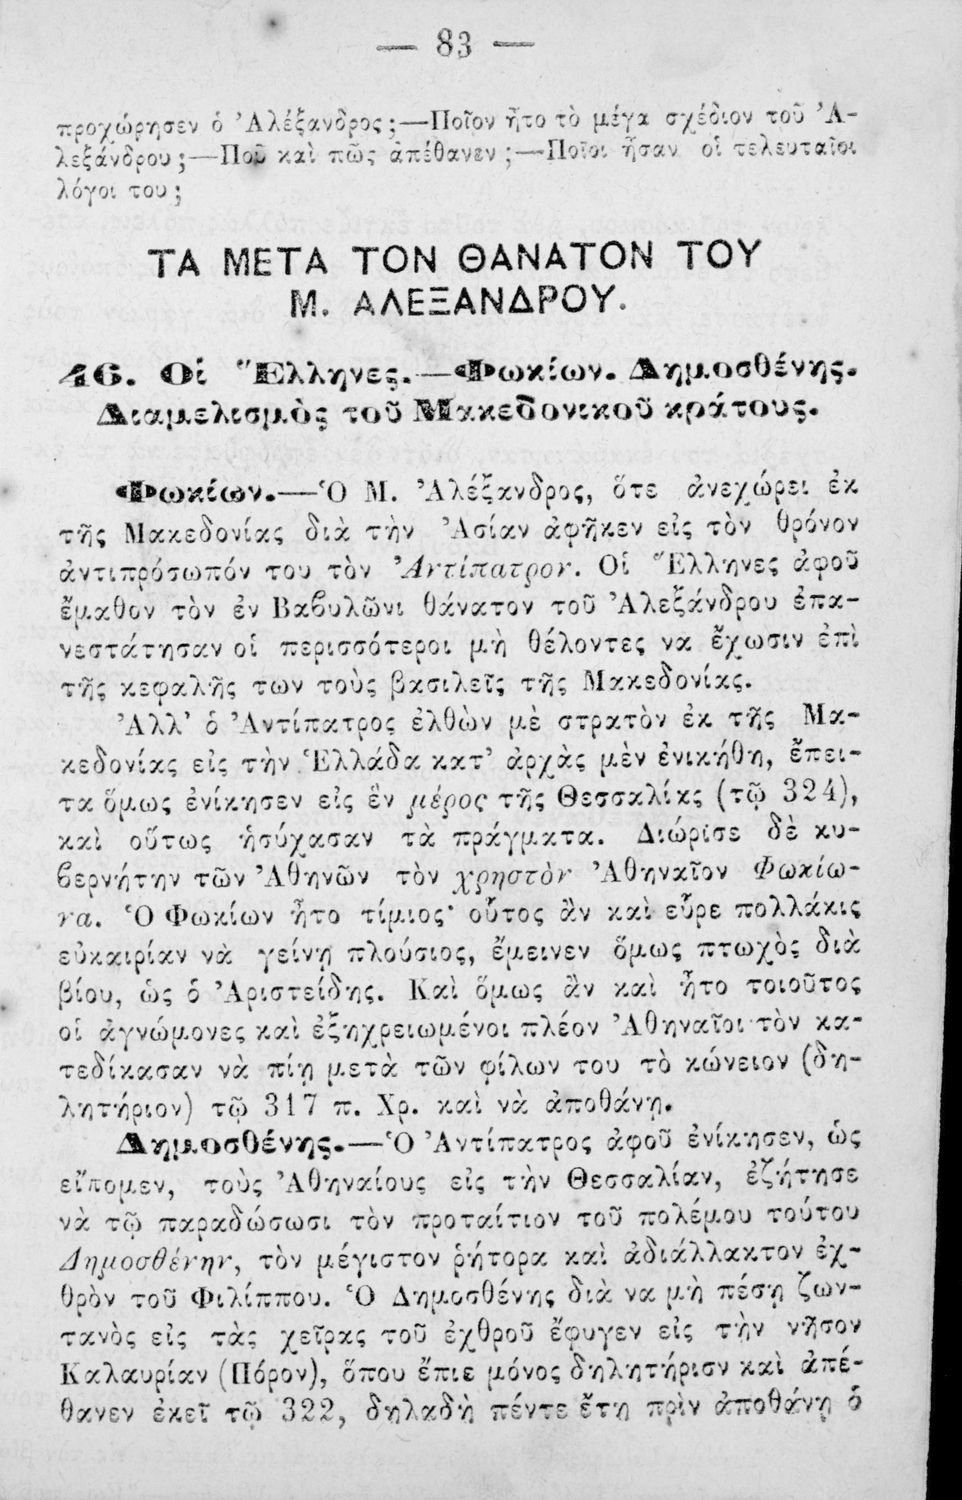 — 83 —
προχώρησεν ὁ Ἀλέξανδρος ;—Ποῖον ἦτο τὸ μέγα σχέδιον τοῦ Ἀ-
λεξάνδρου ;—Ποῦ καὶ πῶς ἀπέθανεν ;—Ποῖοι ἦσαν οἱ τελευταῖοι
λόγοι του ;
ΤΑ ΜΕΤΑ ΤΟΝ ΘΑΝΑΤΟΝ ΤΟΥ
Μ. ΑΛΕΞΑΝΔΡΟΥ.
46. Οἱ Ἕλληνες.—Φωκίων. Δημοσθένης.
Διαμελισμὸς τοῦ Μακεδονικοῦ κράτους.
Φωκίων.—Ὁ Μ. Ἀλέξανδρος, ὅτε ἀνεχώρει ἐκ
τῆς Μακεδονίας διὰ τὴν Ἀσίαν ἀφῆκεν εἰς τὸν θρόνον
ἀντιπρόσωπόν του τὸν Ἀντίπατρον. Οἱ Ἕλληνες ἀφοῦ
ἔμαθον τὸν ἐν Βαϐυλῶνι θάνατον τοῦ Ἀλεξάνδρου ἐπα-
νεστάτησαν οἱ περισσότεροι μὴ θέλοντες να ἔχωσιν ἐπὶ
τῆς κεφαλῆς των τοὺς βασιλεῖς τῆς Μακεδονίας.
Ἀλλ' ὁ Ἀντίπατρος ἐλθὼν μὲ στρατὸν ἐκ τῆς Μα-
κεδονίας εἰς τὴν Ἑλλάδα κατ' ἀρχὰς μὲν ἐνικήθη, ἔπει-
τα ὅμως ἐνίκησεν εἰς ἓν μέρος τῆς Θεσσαλίας (τῷ 324),
καὶ οὕτως ἡσύχασαν τὰ πράγματα. Διώρισε δὲ κυ-
ϐερνήτην τῶν Ἀθηνῶν τὸν χρηστὸν Ἀθηναῖον Φωκίω-
να. Ὁ Φωκίων ἦτο τίμιος· οὗτος ἂν καὶ εὗρε πολλάκις
εὐκαιρίαν νὰ γείνῃ πλούσιος, ἔμεινεν ὅμως πτωχὸς διὰ
βίου, ὡς ὁ Ἀριστείδης. Καὶ ὅμως ἂν καὶ ἦτο τοιοῦτος
οἱ ἀγνώμονες καὶ ἐξηχρειωμένοι πλέον Ἀθηναῖοι τὸν κα-
τεδίκασαν νὰ πίῃ μετὰ τῶν φίλων του τὸ κώνειον (δη-
λητήριον) τῷ 317 π. Χρ. καὶ νὰ ἀποθάνῃ.
Δημοσθένης.—Ὁ Ἀντίπατρος ἀφοῦ ἐνίκησεν, ὡς
εἴπομεν, τοὺς Ἀθηναίους εἰς τὴν Θεσσαλίαν, ἐζήτησε
νὰ τῷ παραδώσωσι τὸν προταίτιον τοῦ πολέμου τούτου
Δημοσθένην, τὸν μέγιστον ῥήτορα καὶ ἀδιάλλακτον ἐχ-
θρὸν τοῦ Φιλίππου. Ὁ Δημοσθένης διὰ να μὴ πέσῃ ζων-
τανὸς εἰς τὰς χεῖρας τοῦ ἐχθροῦ ἔφυγεν εἰς τὴν νῆσον
Καλαυρίαν (Πόρον), ὅπου ἔπιε μόνος δηλητήριον καὶ ἀπέ-
θανεν ἐκεῖ τῷ 322, δηλαδὴ πέντε ἔτη πρὶν ἀποθάνῃ ὁ